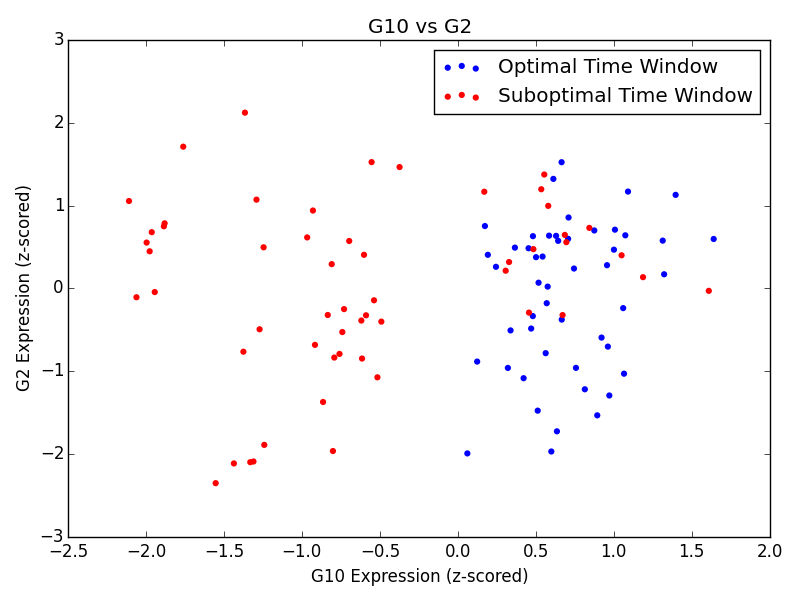 G10 vs G2
Optimal Time Window
Suboptimal Time Window
3
2
1
0
−1
−2
−3
G2 Expression (z-scored)
−2.5 −2.0 −1.5 −1.0 −0.5 0.0 0.5 1.0 1.5 2.0
G10 Expression (z-scored)